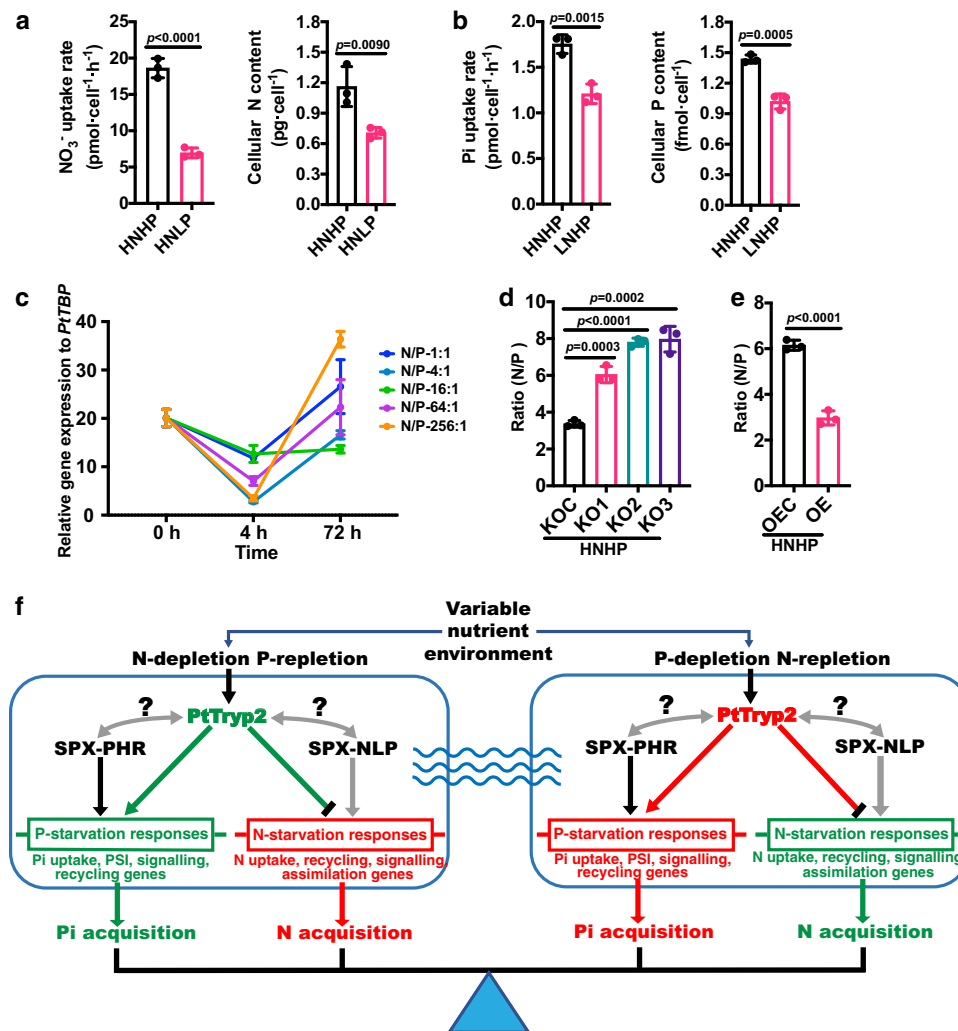 a
NO3- uptake rate
(pmol·cell-1·h-1)
25
20
15
10
5
0
p<0.0001
HNHP
HNLP
Cellular N content
(pg·cell-1)
1.8
1.5
1.2
0.9
0.6
0.3
0.0
p=0.0090
HNHP
HNLP
b
Pi uptake rate
(pmol·cell-1·h-1)
2.0
1.5
1.0
0.5
0.0
p=0.0015
HNHP
LNHP
Cellular P content
(fmol·cell-1)
1.8
1.5
1.2
0.9
0.6
0.3
0.0
p=0.0005
HNHP
LNHP
c
Relative gene expression to PtTBP
40
30
20
10
0
0 h
4 h
72 h
Time
N/P-1:1
N/P-4:1
N/P-16:1
N/P-64:1
N/P-256:1
d
Ratio (N/P)
10
8
6
4
2
0
p=0.0002
p<0.0001
p=0.0003
KOC
KO1
KO2
KO3
HNHP
e
Ratio (N/P)
8
6
4
2
0
p<0.0001
OEC
OE
HNHP
f
Variable
nutrient
environment
N-depletion P-repletion
P-depletion N-repletion
?
?
PtTryp2
SPX-PHR
SPX-NLP
P-starvation responses
N-starvation responses
Pi uptake, PSI, signalling,
recycling genes
N uptake, recycling, signalling,
assimilation genes
Pi acquisition
N acquisition
?
?
PtTryp2
SPX-PHR
SPX-NLP
P-starvation responses
N-starvation responses
Pi uptake, PSI, signalling,
recycling genes
N uptake, recycling, signalling,
assimilation genes
Pi acquisition
N acquisition